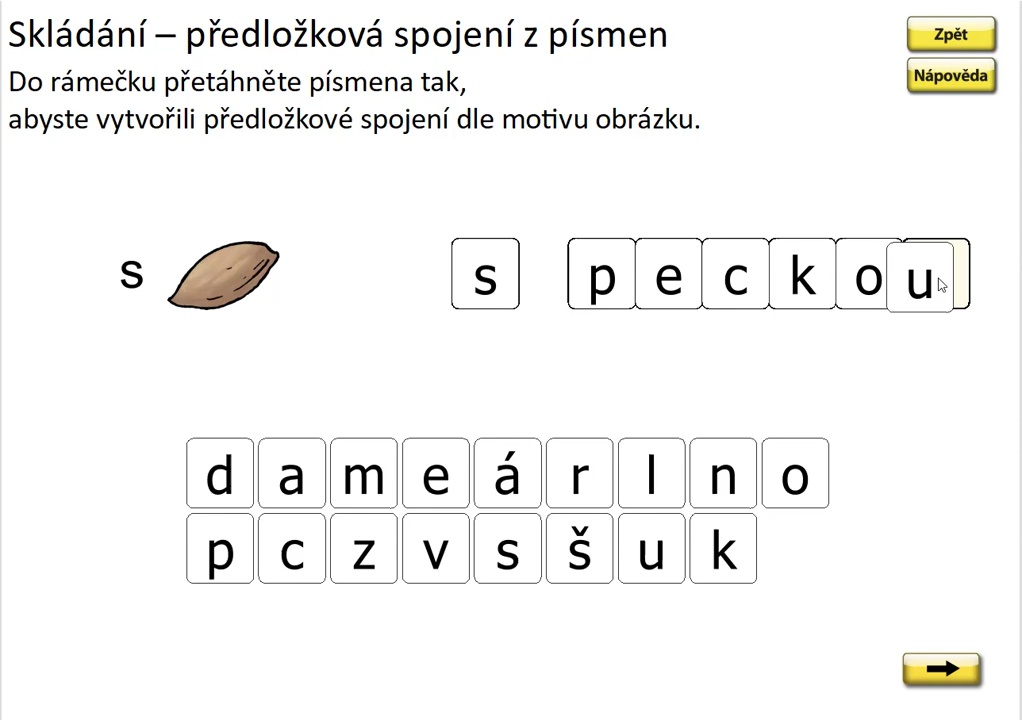 Skládání – předložková spojení z písmen
Zpět
Nápověda
Do rámečku přetáhněte písmena tak,
abyste vytvořili předložkové spojení dle motivu obrázku.
s s p e c k o u
d a m e á r l n o
p c z v s š u k